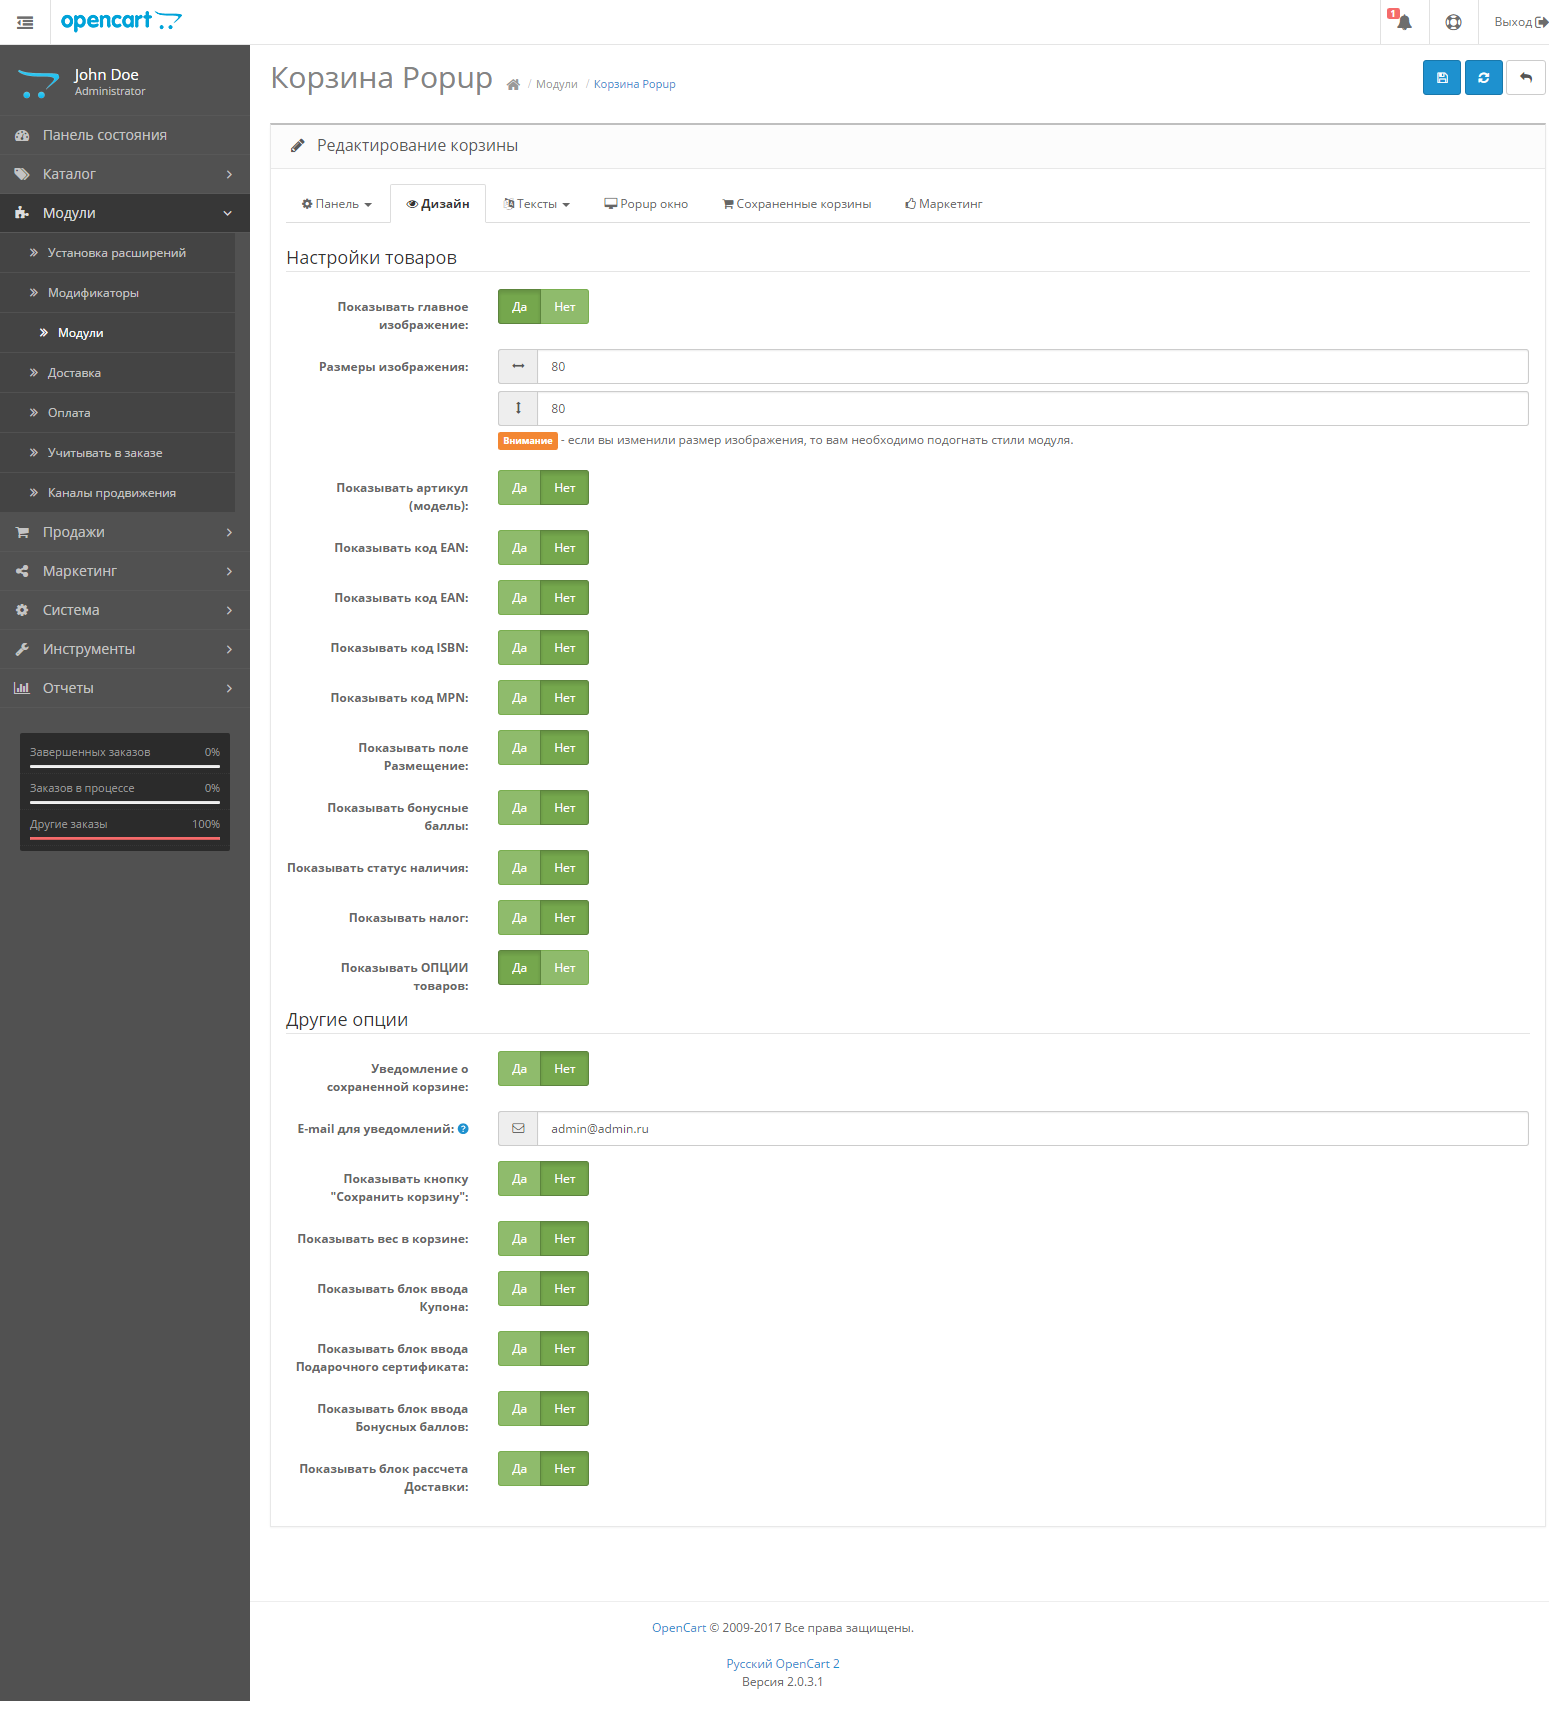 opencart
1
Выход
John Doe
Administrator
Панель состояния
Каталог
Модули
Установка расширений
Модификаторы
Модули
Доставка
Оплата
Учитывать в заказе
Каналы продвижения
Продажи
Маркетинг
Система
Инструменты
Отчеты
Завершенных заказов 0%
Заказов в процессе 0%
Другие заказы 100%
Корзина Popup / Модули / Корзина Popup
Редактирование корзины
Панель Дизайн Тексты Popup окно Сохраненные корзины Маркетинг
Настройки товаров
Показывать главное
изображение:
Да Нет
Размеры изображения:
80
80
Внимание - если вы изменили размер изображения, то вам необходимо подогнать стили модуля.
Показывать артикул
(модель):
Да Нет
Показывать код EAN: Да Нет
Показывать код EAN: Да Нет
Показывать код ISBN: Да Нет
Показывать код MPN: Да Нет
Показывать поле
Размещение:
Да Нет
Показывать бонусные
баллы:
Да Нет
Показывать статус наличия: Да Нет
Показывать налог: Да Нет
Показывать ОПЦИИ
товаров:
Да Нет
Другие опции
Уведомление о
сохраненной корзине:
Да Нет
E-mail для уведомлений: ? admin@admin.ru
Показывать кнопку
"Сохранить корзину":
Да Нет
Показывать вес в корзине: Да Нет
Показывать блок ввода
Купона:
Да Нет
Показывать блок ввода
Подарочного сертификата:
Да Нет
Показывать блок ввода
Бонусных баллов:
Да Нет
Показывать блок рассчета
Доставки:
Да Нет
OpenCart © 2009-2017 Все права защищены.
Русский OpenCart 2
Версия 2.0.3.1